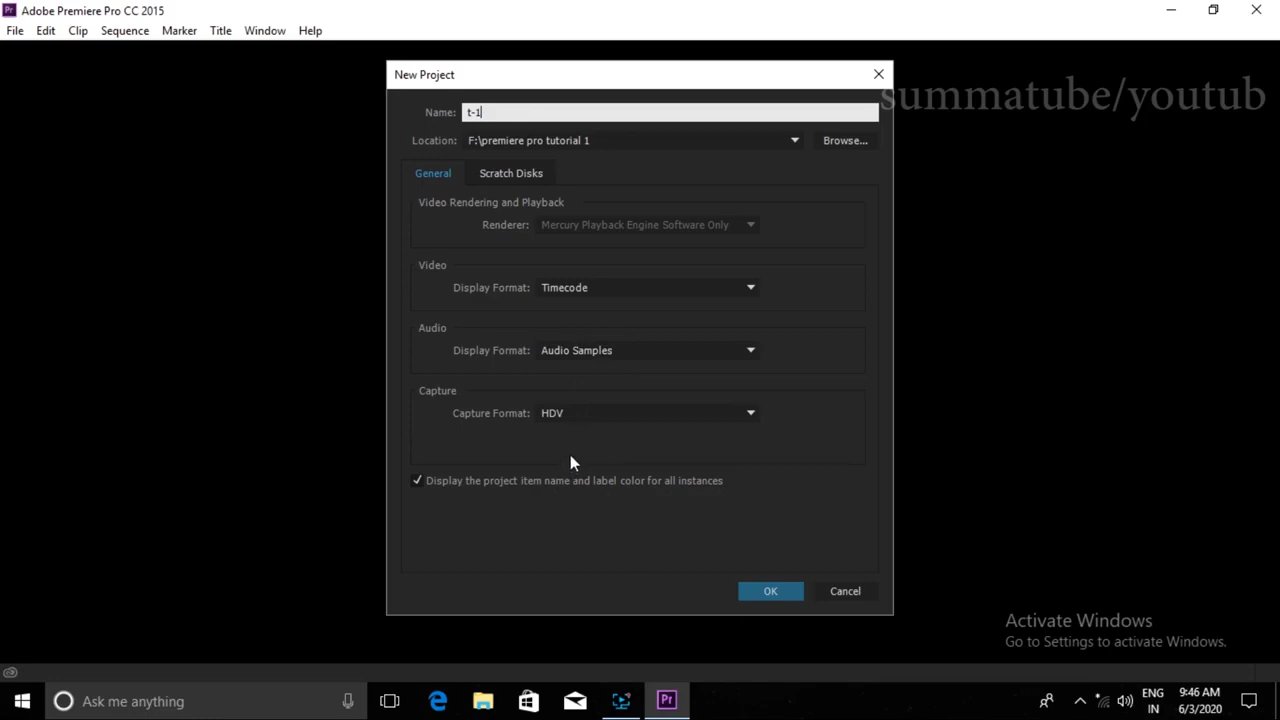 Pr Adobe Premiere Pro CC 2015
File Edit Clip Sequence Marker Title Window Help
New Project
summatube/youtub
Name: t-1
Location: F:\premiere pro tutorial 1 Browse...
General Scratch Disks
Video Rendering and Playback
Renderer: Mercury Playback Engine Software Only
Video
Display Format: Timecode
Audio
Display Format: Audio Samples
Capture
Capture Format: HDV
Display the project item name and label color for all instances
OK Cancel
Activate Windows
Go to Settings to activate Windows.
Ask me anything
Pr
ENG
IN
9:46 AM
6/3/2020